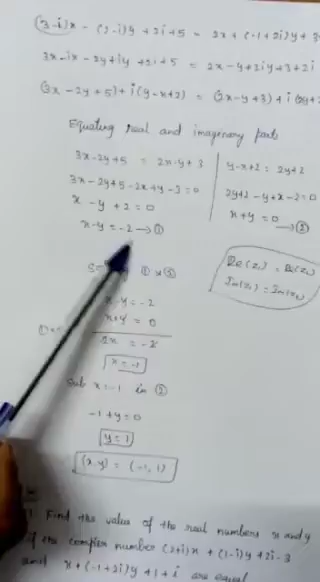 (3-i)x - (2-i)y + 2i + 5 = 2x + (-1+2i)y + 3
3x - ix - 2y + iy + 2i + 5 = 2x - y + 2iy + 3 + 2i
(3x - 2y + 5) + i(y - x + 2) = (2x - y + 3) + i(2y + 2
Equating real and imaginary parts
3x - 2y + 5 = 2x - y + 3
3x - 2y + 5 - 2x + y - 3 = 0
x - y + 2 = 0
x - y = -2 → ①
y - x + 2 = 2y + 2
2y + 2 - y + x - 2 = 0
x + y = 0 → ②
Re(z₁) = Re(z₂)
Im(z₁) = Im(z₂)
① × ②
x - y = -2
x + y = 0
2x = -2
x = -1
Sub x = -1 in ②
-1 + y = 0
y = 1
(x, y) = (-1, 1)
Find the value of the real numbers x and y
if the complex number (2+i)x + (1-i)y + 2i - 3
and x + (-1+2i)y + 1 + i are equal